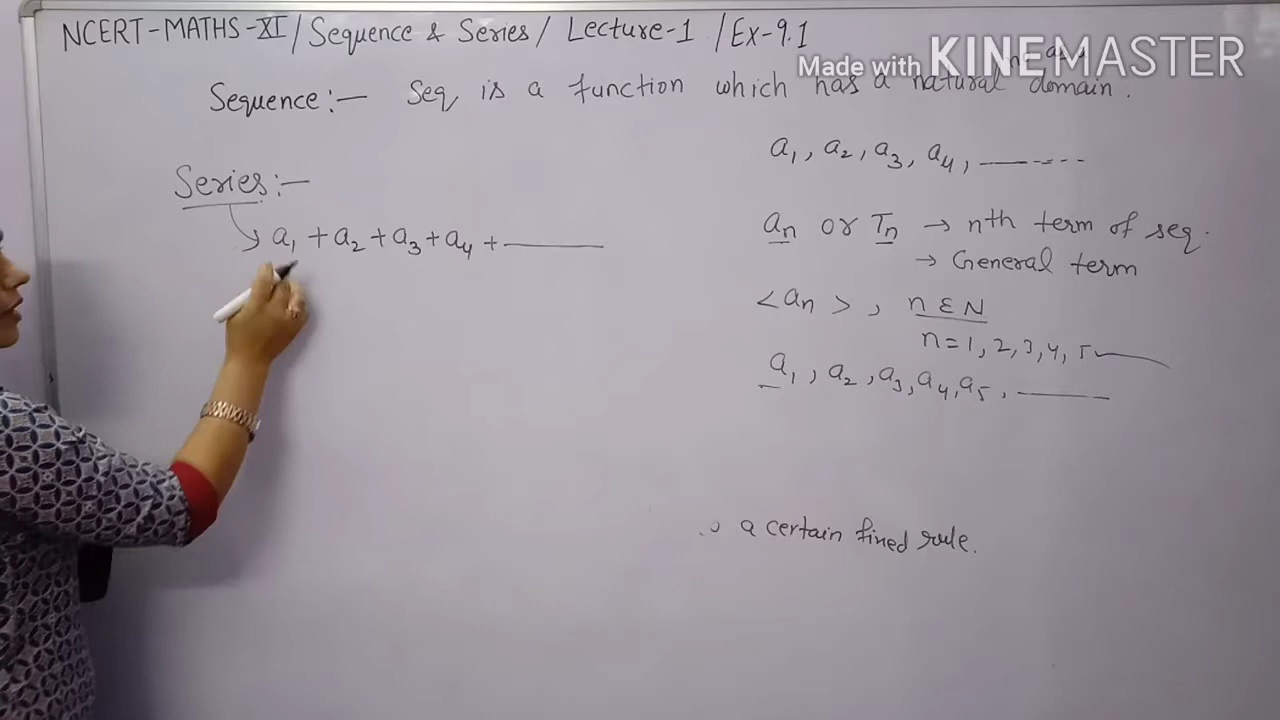 NCERT-MATHS-XI / Sequence & Series / Lecture-1 / Ex-9.1
Made with KINEMASTER
Sequence :- Seq is a function which has a natural domain.
a1, a2, a3, a4, ------
Series :-
an or Tn → nth term of seq.
a1 + a2 + a3 + a4 + ———
→ General term
<an>, n ε N
n = 1, 2, 3, 4, 5 ——
a1, a2, a3, a4, a5, ———
a certain fixed rule.